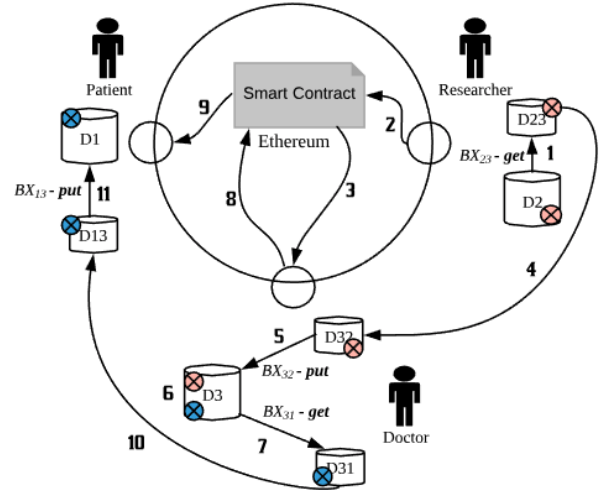 Patient
Researcher
Smart Contract
Ethereum
9
2
D23
BX23 - get
1
D2
D1
BX13 - put
11
D13
8
3
4
5
D32
BX32 - put
6
D3
BX31 - get
7
Doctor
10
D31